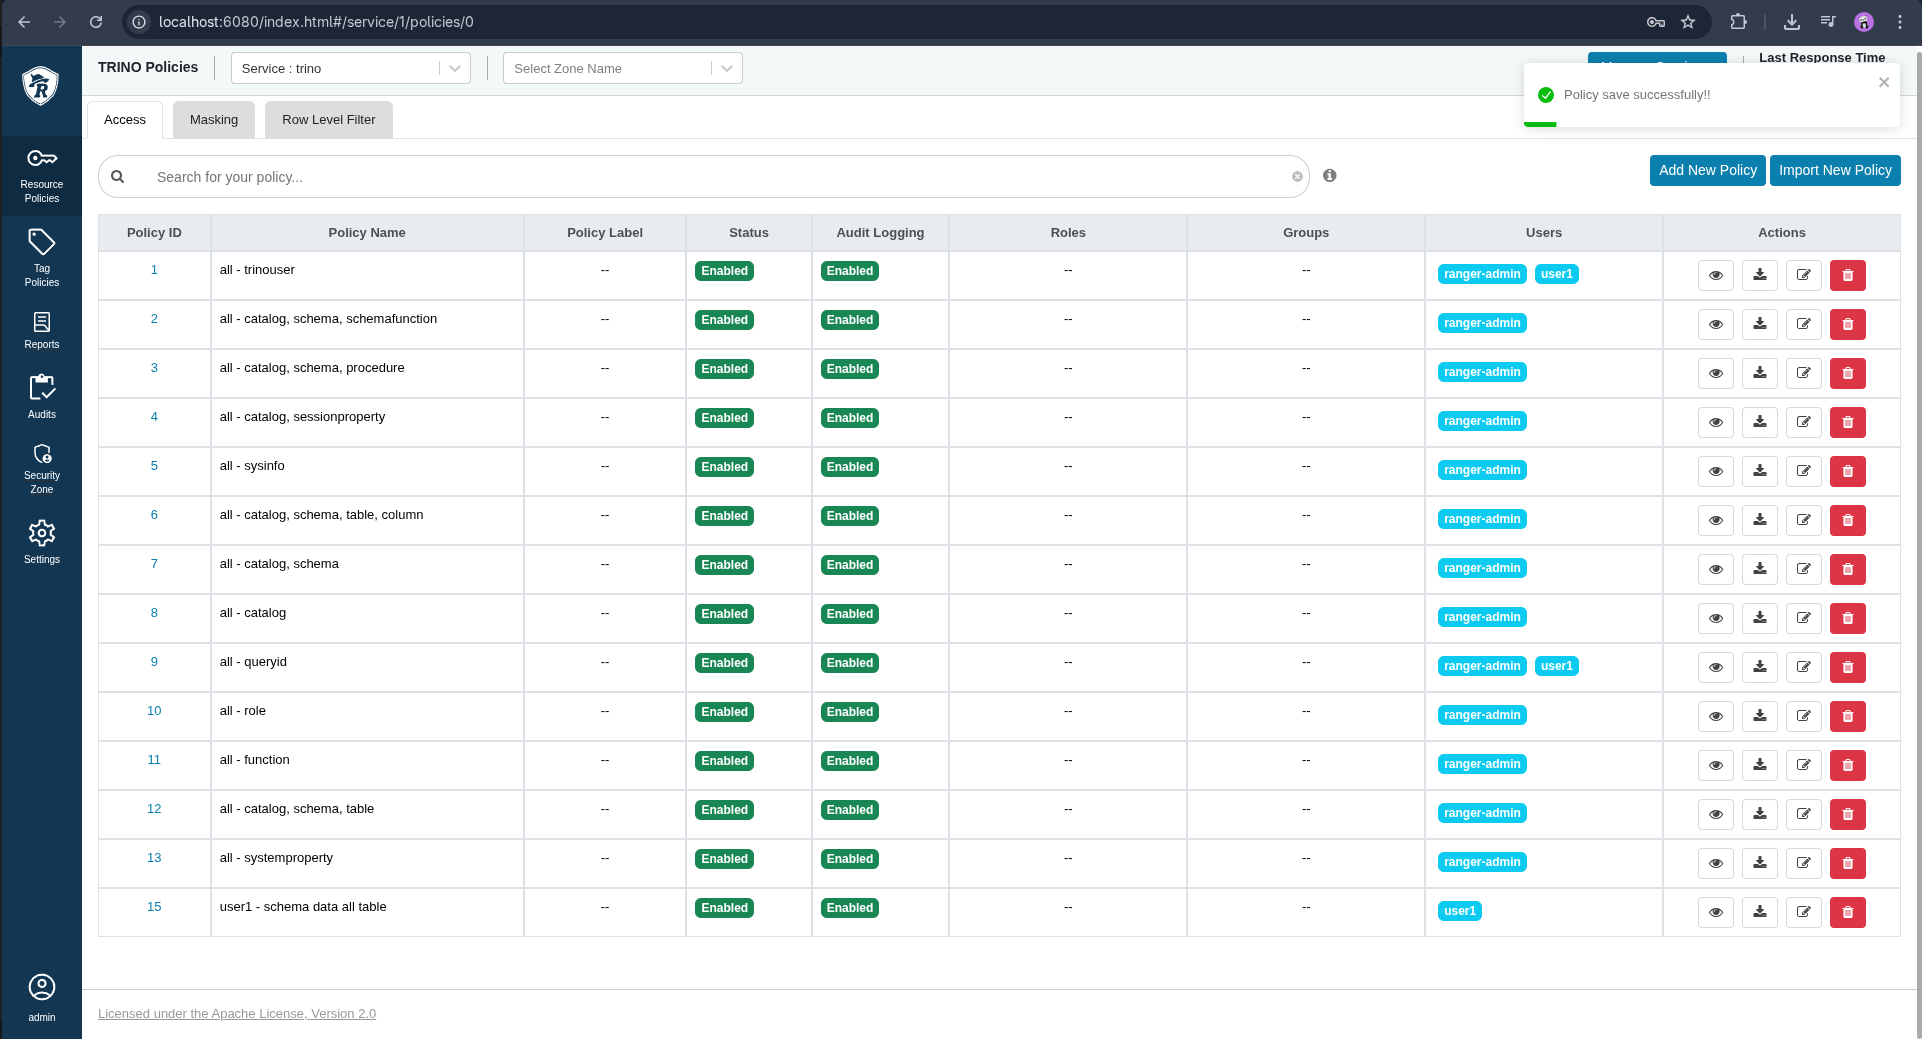 localhost:6080/index.html#/service/1/policies/0
TRINO Policies
Service : trino
Select Zone Name
Last Response Time
Policy save successfully!!
Access
Masking
Row Level Filter
Search for your policy...
Add New Policy
Import New Policy
Resource
Policies
Tag
Policies
Reports
Audits
Security
Zone
Settings
admin
Policy ID Policy Name Policy Label Status Audit Logging Roles Groups Users Actions
1 all - trinouser -- Enabled Enabled -- -- ranger-admin user1
2 all - catalog, schema, schemafunction -- Enabled Enabled -- -- ranger-admin
3 all - catalog, schema, procedure -- Enabled Enabled -- -- ranger-admin
4 all - catalog, sessionproperty -- Enabled Enabled -- -- ranger-admin
5 all - sysinfo -- Enabled Enabled -- -- ranger-admin
6 all - catalog, schema, table, column -- Enabled Enabled -- -- ranger-admin
7 all - catalog, schema -- Enabled Enabled -- -- ranger-admin
8 all - catalog -- Enabled Enabled -- -- ranger-admin
9 all - queryid -- Enabled Enabled -- -- ranger-admin user1
10 all - role -- Enabled Enabled -- -- ranger-admin
11 all - function -- Enabled Enabled -- -- ranger-admin
12 all - catalog, schema, table -- Enabled Enabled -- -- ranger-admin
13 all - systemproperty -- Enabled Enabled -- -- ranger-admin
15 user1 - schema data all table -- Enabled Enabled -- -- user1
Licensed under the Apache License, Version 2.0